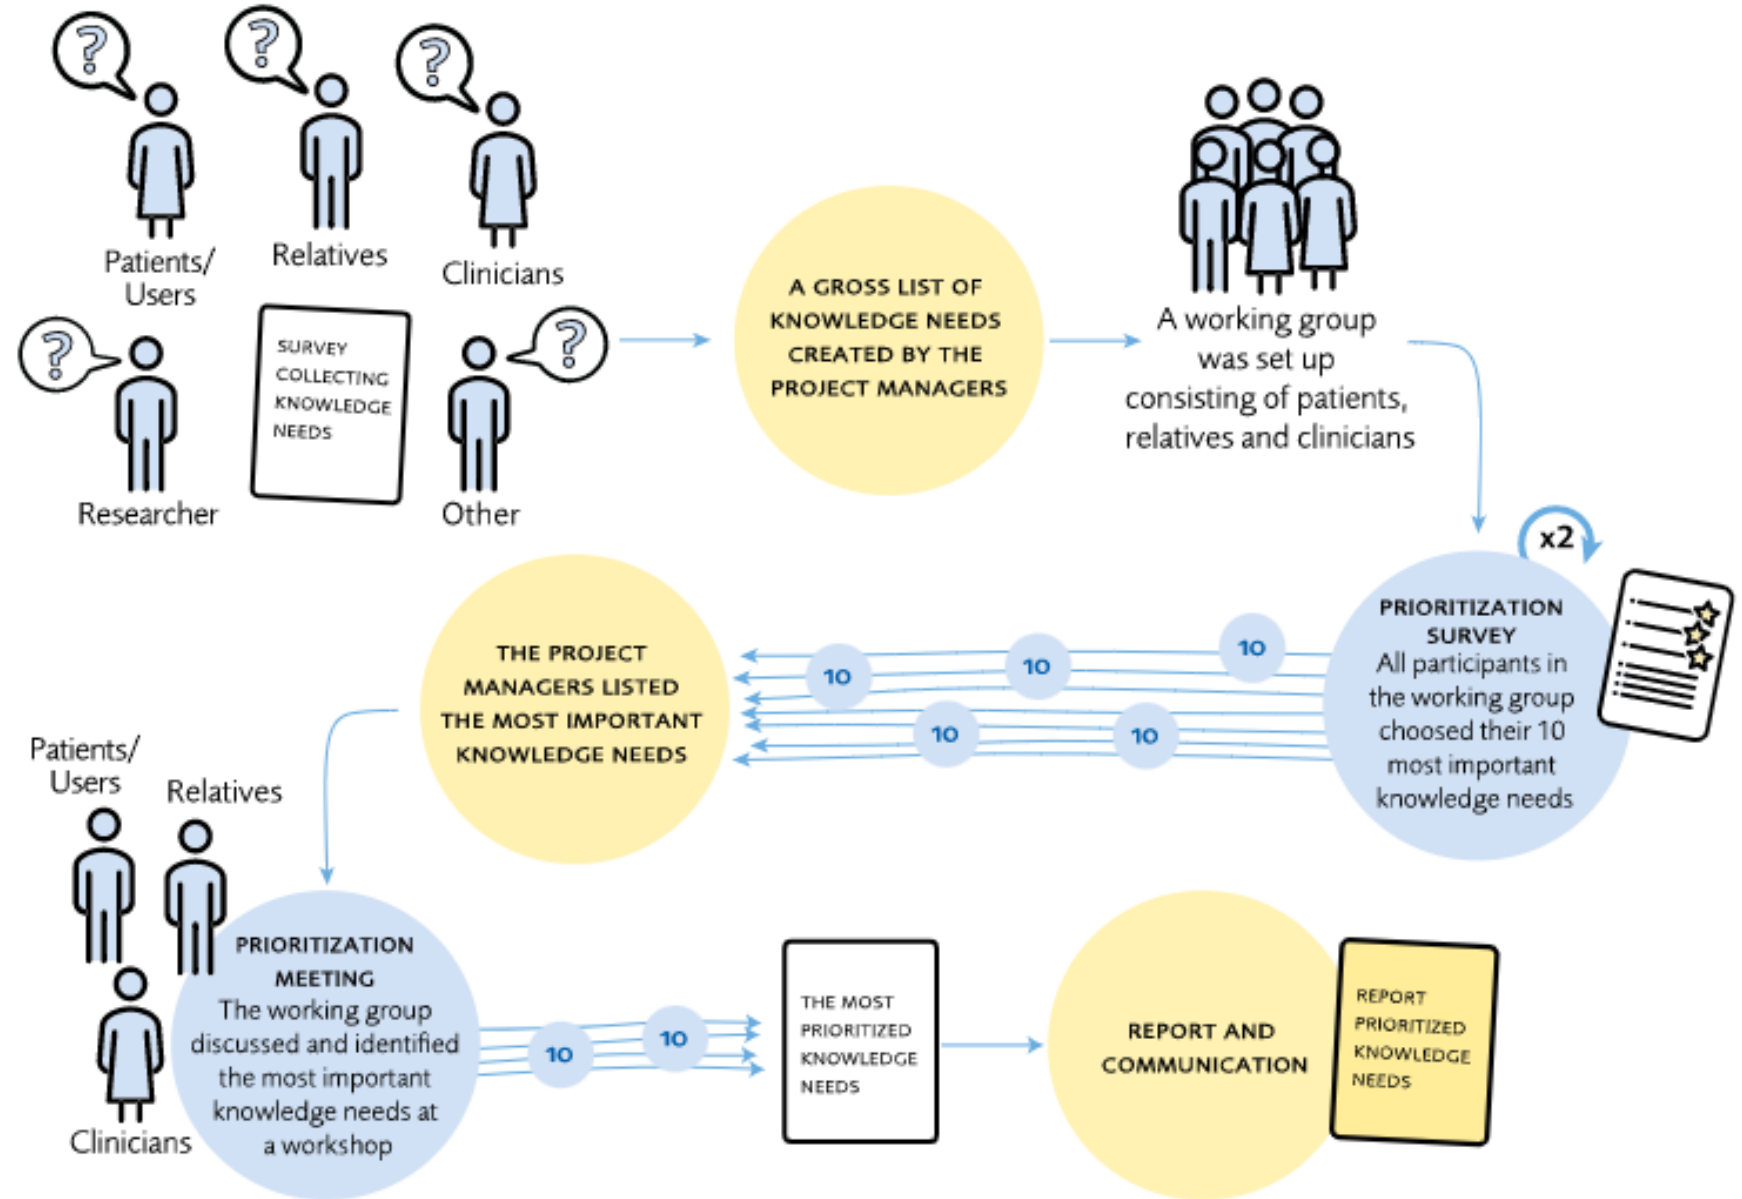 ?
?
?
Patients/
Users
Relatives
Clinicians
?
?
SURVEY
COLLECTING
KNOWLEDGE
NEEDS
Researcher
Other
A GROSS LIST OF
KNOWLEDGE NEEDS
CREATED BY THE
PROJECT MANAGERS
A working group
was set up
consisting of patients,
relatives and clinicians
x2
PRIORITIZATION
SURVEY
All participants in
the working group
choosed their 10
most important
knowledge needs
10
10
10
10
10
THE PROJECT
MANAGERS LISTED
THE MOST IMPORTANT
KNOWLEDGE NEEDS
Patients/
Users
Relatives
Clinicians
PRIORITIZATION
MEETING
The working group
discussed and identified
the most important
knowledge needs at
a workshop
10
10
THE MOST
PRIORITIZED
KNOWLEDGE
NEEDS
REPORT AND
COMMUNICATION
REPORT
PRIORITIZED
KNOWLEDGE
NEEDS